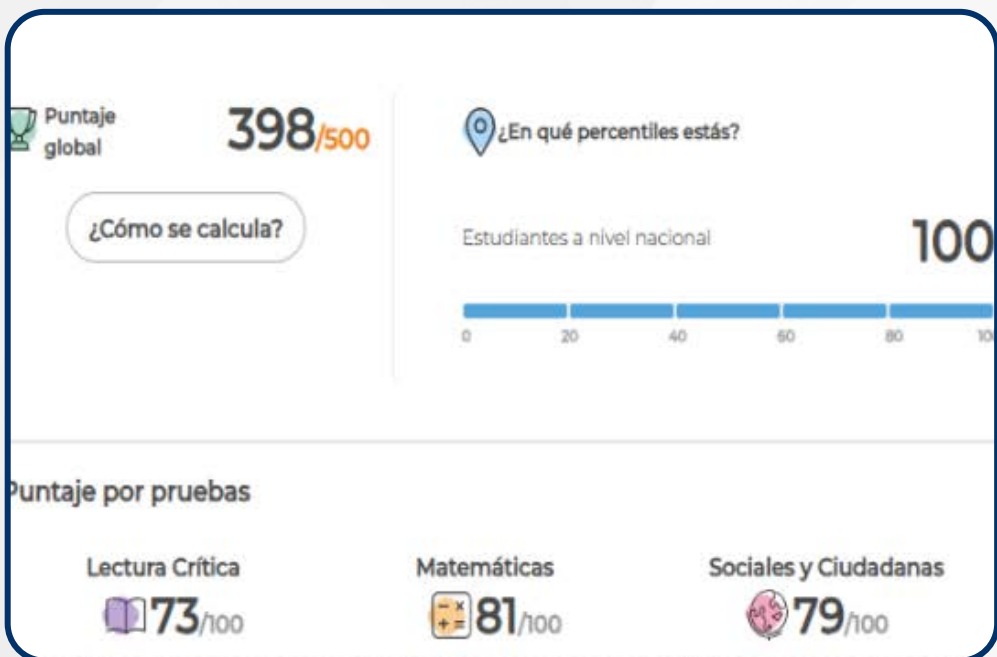 Puntaje
global
398/500
¿Cómo se calcula?
¿En qué percentiles estás?
Estudiantes a nivel nacional
100
0 20 40 60 80 10
Puntaje por pruebas
Lectura Crítica
73/100
Matemáticas
81/100
Sociales y Ciudadanas
79/100